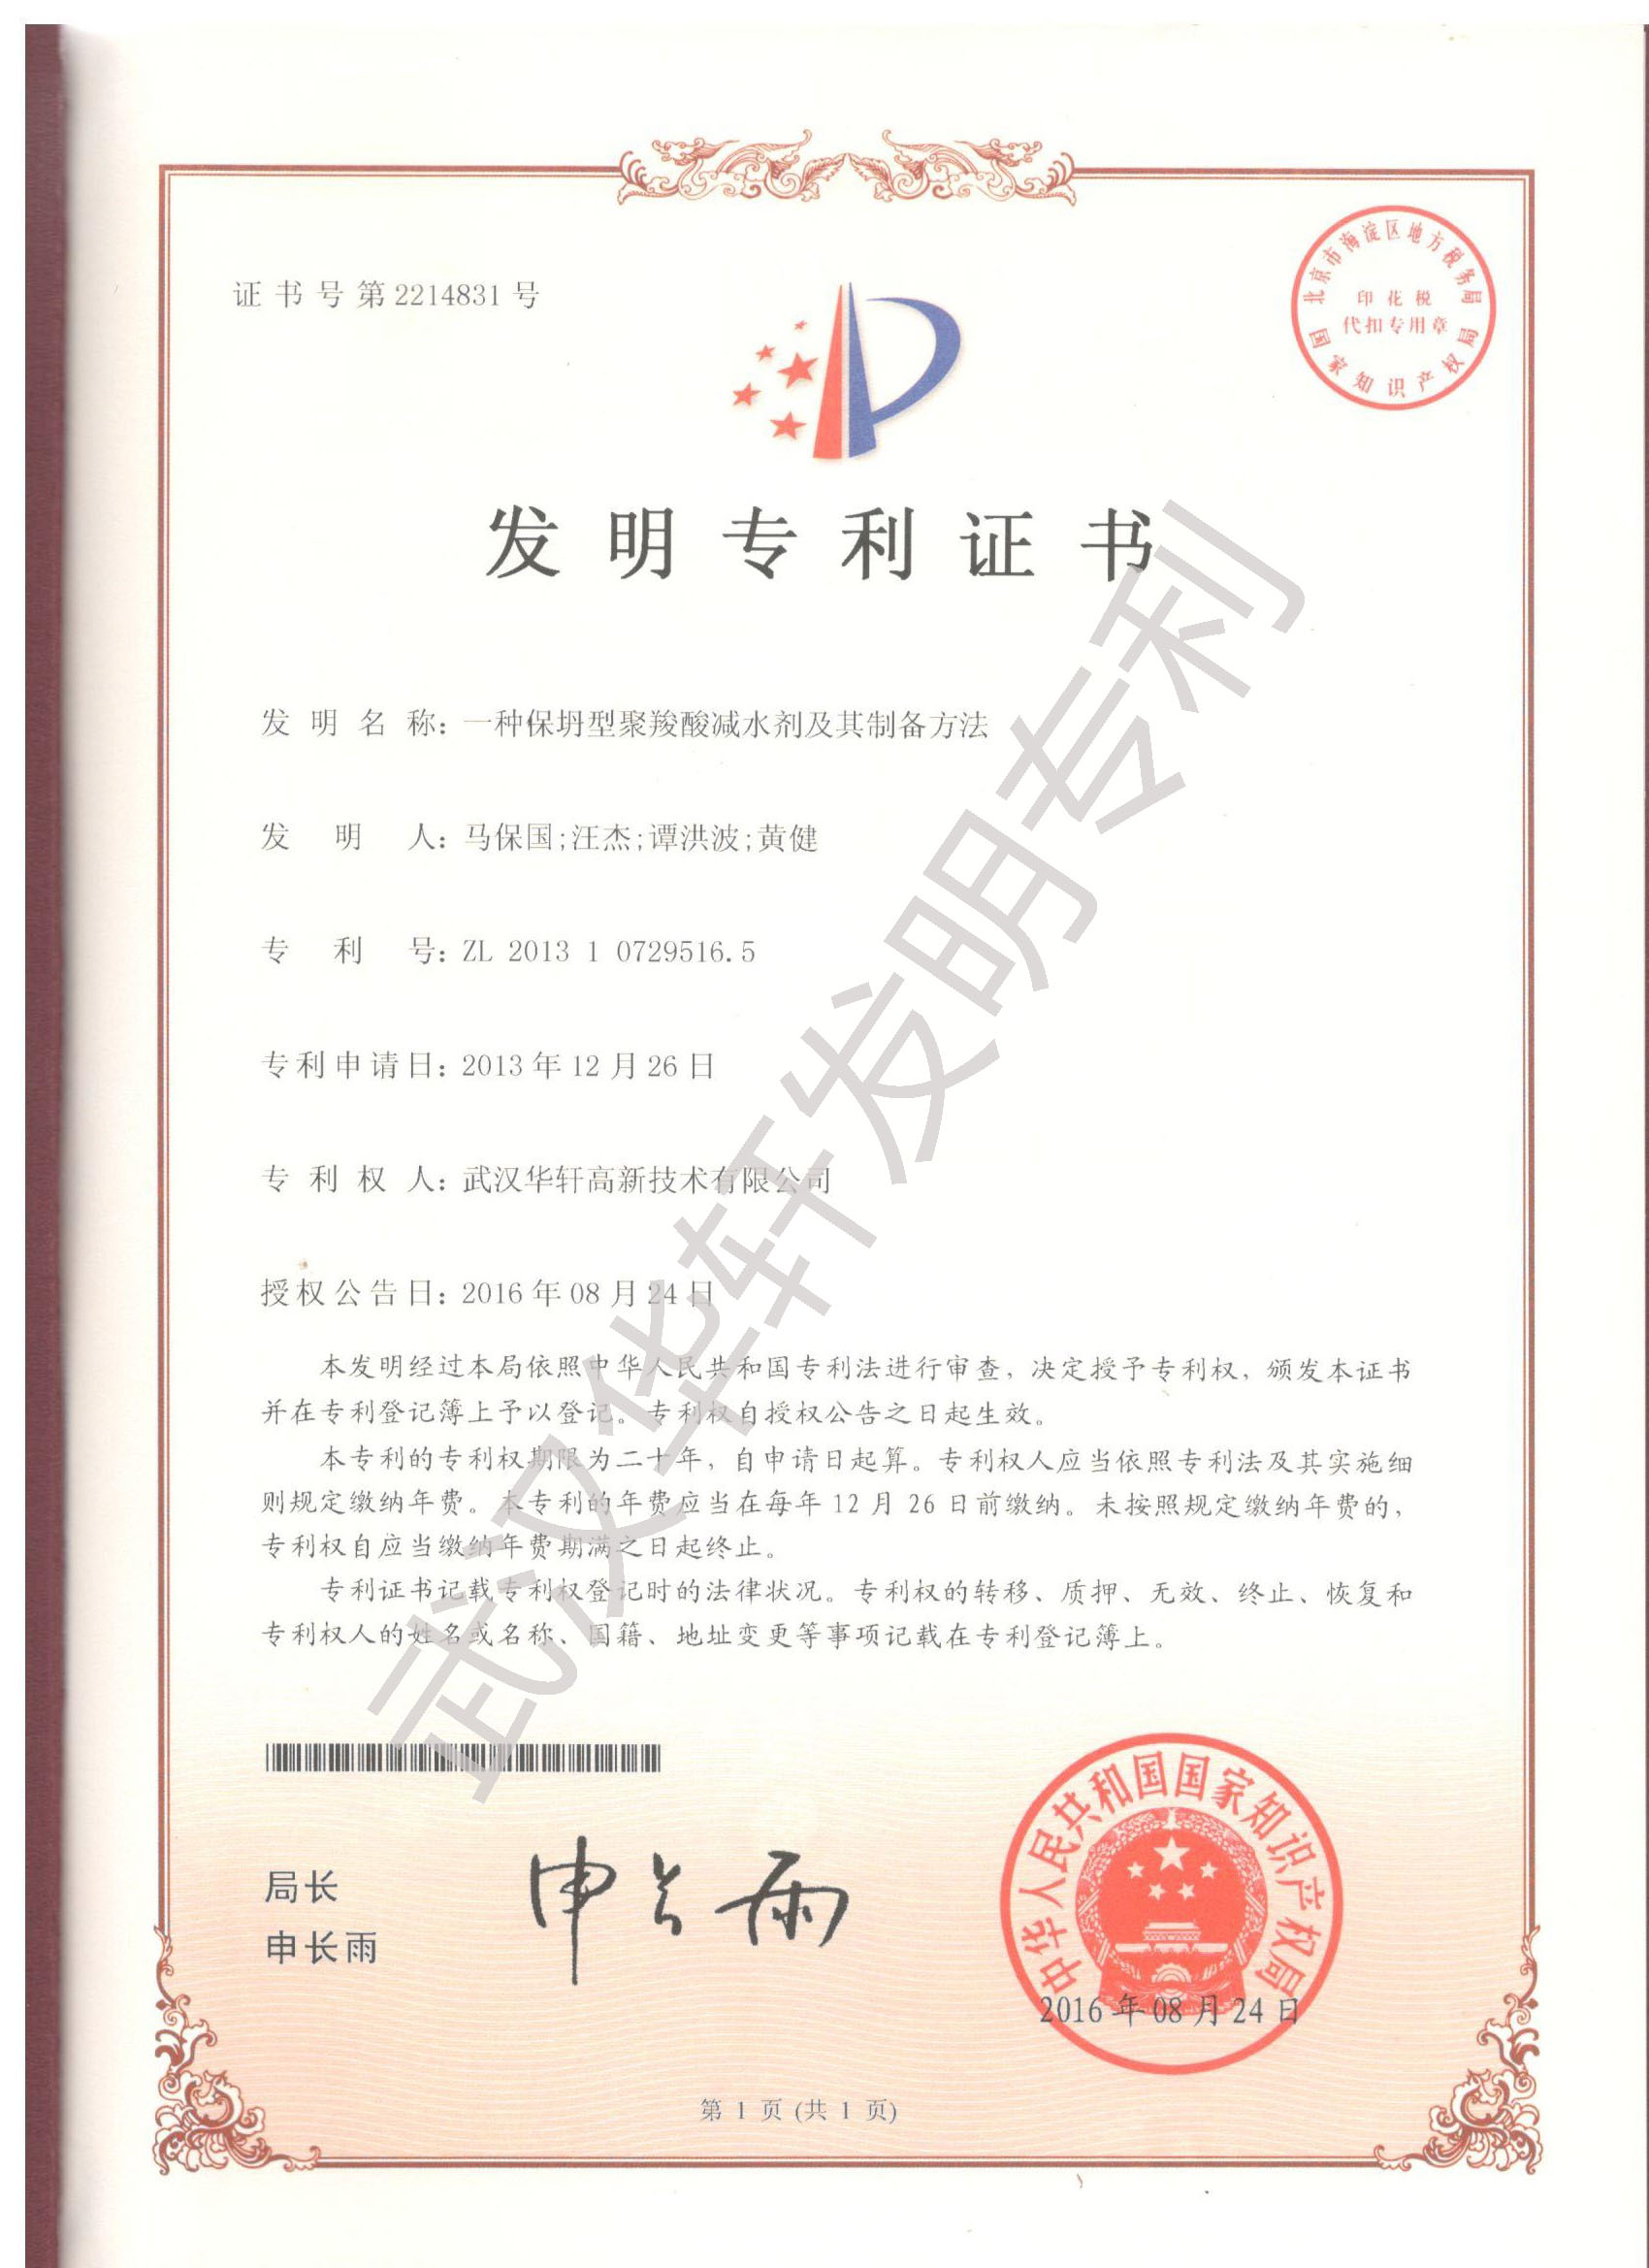 证书号第2214831号
北京市海淀区地方税务局
印花税
代扣专用章
国家知识产权局
发明专利证书
发明名称：一种保坍型聚羧酸减水剂及其制备方法
发明人：马保国;汪杰;谭洪波;黄健
专利号：ZL 2013 1 0729516.5
专利申请日：2013年12月26日
专利权人：武汉华轩高新技术有限公司
授权公告日：2016年08月24日
本发明经过本局依照中华人民共和国专利法进行审查，决定授予专利权，颁发本证书
并在专利登记簿上予以登记。专利权自授权公告之日起生效。
本专利的专利权期限为二十年，自申请日起算。专利权人应当依照专利法及其实施细
则规定缴纳年费。本专利的年费应当在每年12月26日前缴纳。未按照规定缴纳年费的，
专利权自应当缴纳年费期满之日起终止。
专利证书记载专利权登记时的法律状况。专利权的转移、质押、无效、终止、恢复和
专利权人的姓名或名称、国籍、地址变更等事项记载在专利登记簿上。
武汉华轩发明专利
局长
申长雨
申长雨
中华人民共和国国家知识产权局
2016年08月24日
第 1 页 (共 1 页)